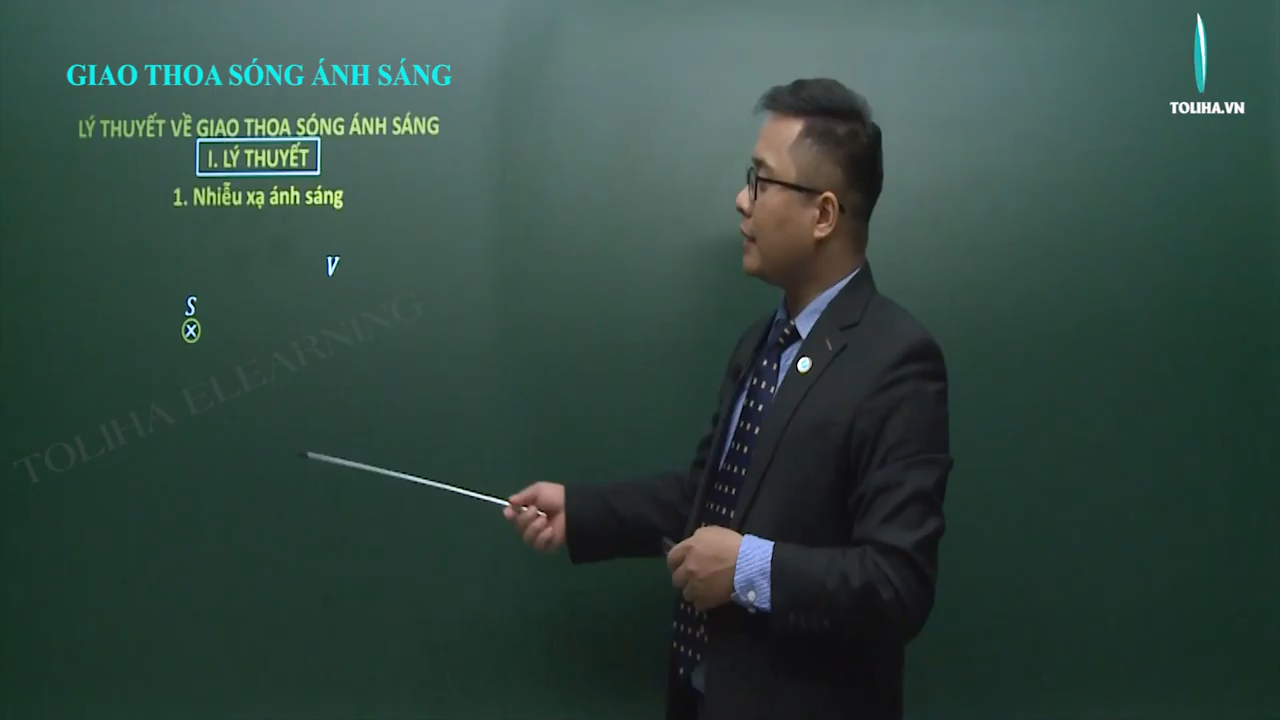 GIAO THOA SÓNG ÁNH SÁNG
TOLIHA.VN
LÝ THUYẾT VỀ GIAO THOA SÓNG ÁNH SÁNG
I. LÝ THUYẾT
1. Nhiễu xạ ánh sáng
V
S
TOLIHA ELEARNING